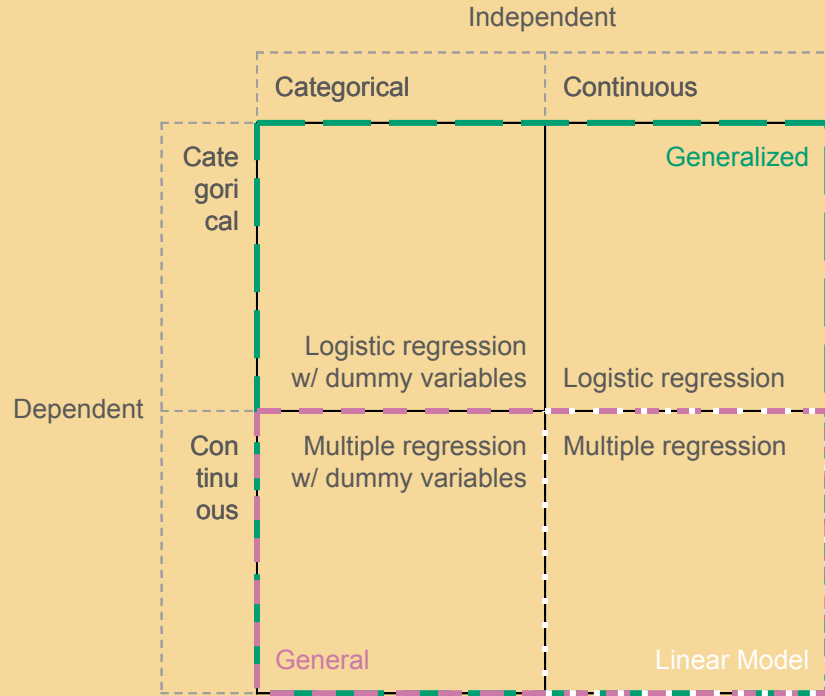 Independent
Categorical
Continuous
Cate
gori
cal
Generalized
Logistic regression
w/ dummy variables
Logistic regression
Dependent
Con
tinu
ous
Multiple regression
w/ dummy variables
Multiple regression
General
Linear Model